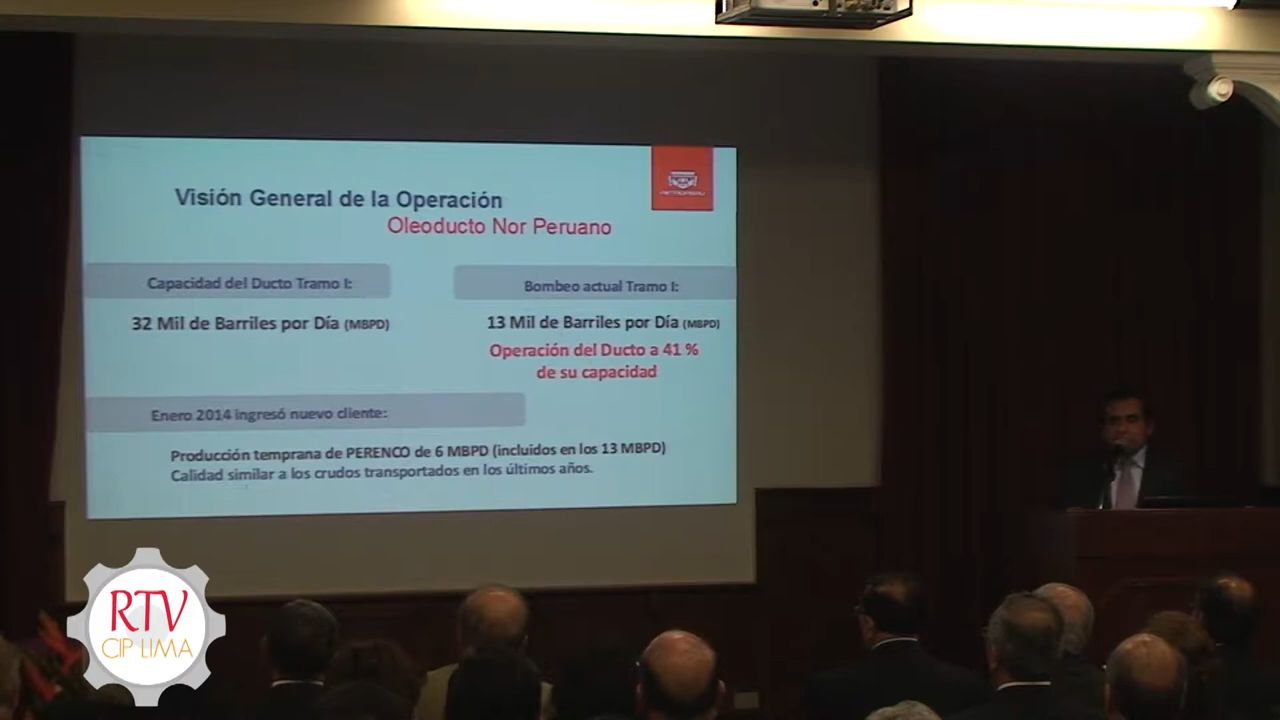 Visión General de la Operación
Oleoducto Nor Peruano
PETROPERU
Capacidad del Ducto Tramo I:
Bombeo actual Tramo I:
32 Mil de Barriles por Día (MBPD)
13 Mil de Barriles por Día (MBPD)
Operación del Ducto a 41 %
de su capacidad
Enero 2014 ingresó nuevo cliente:
Producción temprana de PERENCO de 6 MBPD (incluidos en los 13 MBPD)
Calidad similar a los crudos transportados en los últimos años.
RTV
CIP LIMA